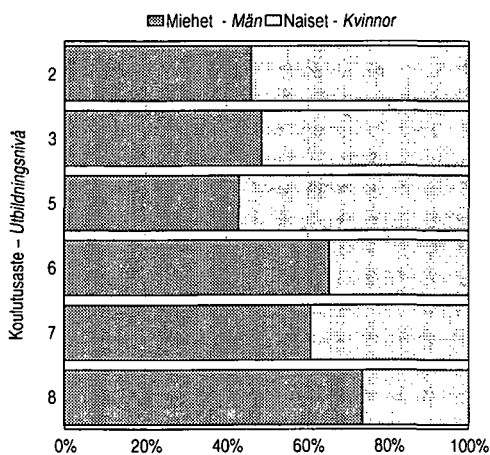 Miehet - Män Naiset - Kvinnor
Koulutusaste – Utbildningsnivå
2
3
5
6
7
8
0% 20% 40% 60% 80% 100%